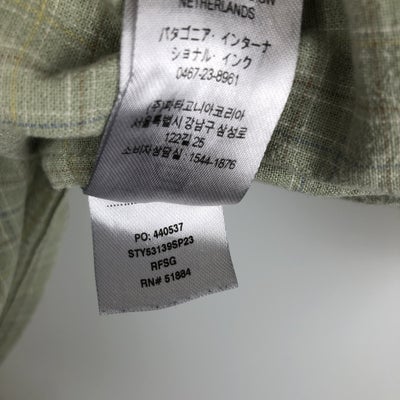 NETHERLANDS
パタゴニア・インターナ
ショナル・インク
0467-23-8961
(주)파타고니아코리아
서울특별시 강남구 삼성로
122길 25
소비자상담실 : 1544-1876
PO: 440537
STY53139SP23
RFSG
RN# 51884